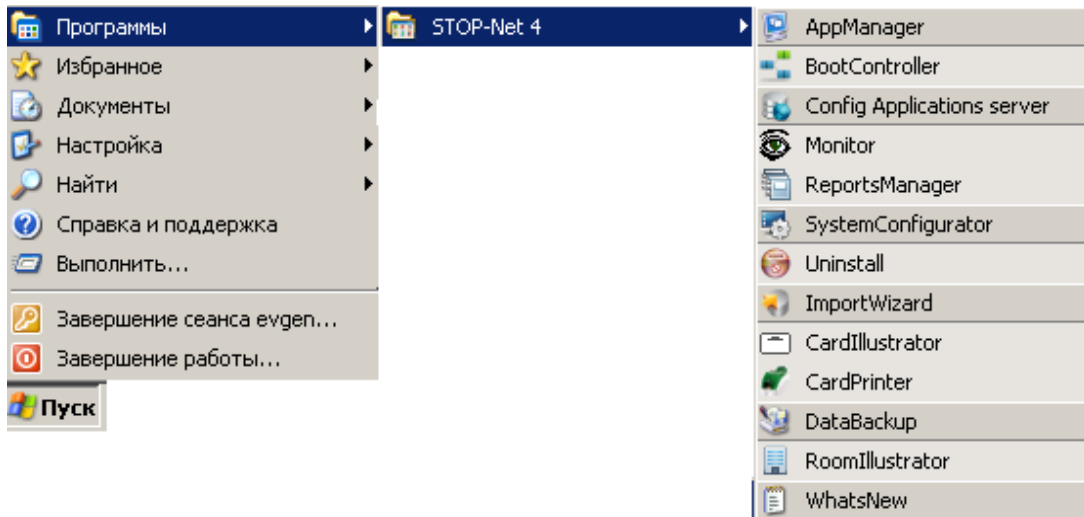 Программы
Избранное
Документы
Настройка
Найти
Справка и поддержка
Выполнить...
Завершение сеанса evgen...
Завершение работы...
Пуск
STOP-Net 4
AppManager
BootController
Config Applications server
Monitor
ReportsManager
SystemConfigurator
Uninstall
ImportWizard
CardIllustrator
CardPrinter
DataBackup
RoomIllustrator
WhatsNew